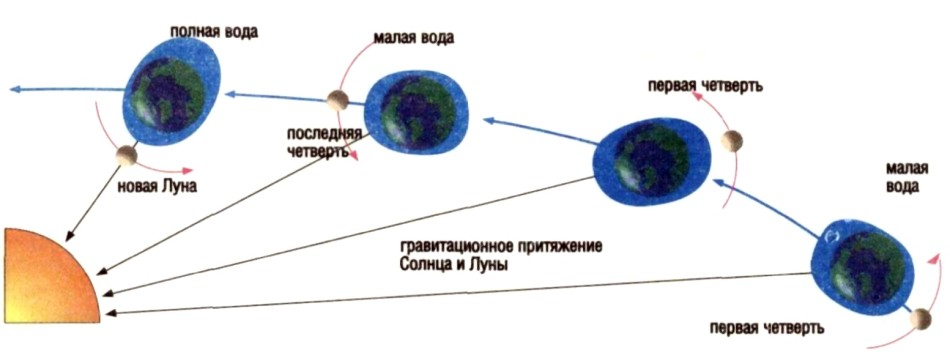 полная вода
малая вода
первая четверть
последняя
четверть
малая
вода
новая Луна
гравитационное притяжение
Солнца и Луны
первая четверть